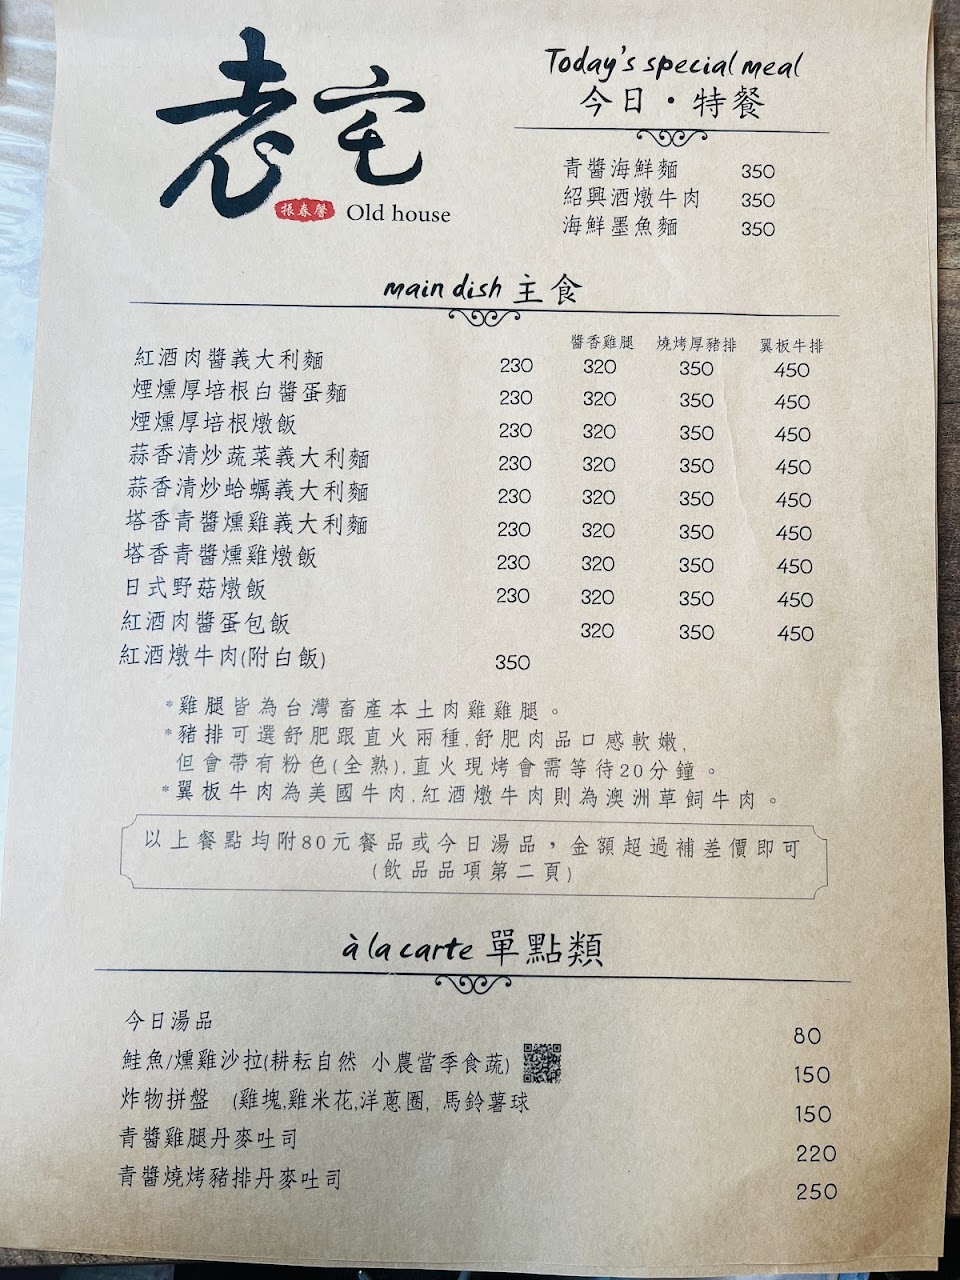 老宅
振春馨 Old house
Today's special meal
今日·特餐
青醬海鮮麵 350
紹興酒燉牛肉 350
海鮮墨魚麵 350
main dish 主食
醬香雞腿 燒烤厚豬排 翼板牛排
紅酒肉醬義大利麵 230 320 350 450
煙燻厚培根白醬蛋麵 230 320 350 450
煙燻厚培根燉飯 230 320 350 450
蒜香清炒蔬菜義大利麵 230 320 350 450
蒜香清炒蛤蠣義大利麵 230 320 350 450
塔香青醬燻雞義大利麵 230 320 350 450
塔香青醬燻雞燉飯 230 320 350 450
日式野菇燉飯 230 320 350 450
紅酒肉醬蛋包飯 320 350 450
紅酒燉牛肉(附白飯) 350
*雞腿皆為台灣畜產本土肉雞雞腿。
*豬排可選舒肥跟直火兩種,舒肥肉品口感軟嫩,
但會帶有粉色(全熟),直火現烤會需等待20分鐘。
*翼板牛肉為美國牛肉,紅酒燉牛肉則為澳洲草飼牛肉。
以上餐點均附80元餐品或今日湯品，金額超過補差價即可
(飲品品項第二頁)
à la carte 單點類
今日湯品 80
鮭魚/燻雞沙拉(耕耘自然 小農當季食蔬) 150
炸物拼盤 (雞塊,雞米花,洋蔥圈, 馬鈴薯球 150
青醬雞腿丹麥吐司 220
青醬燒烤豬排丹麥吐司 250